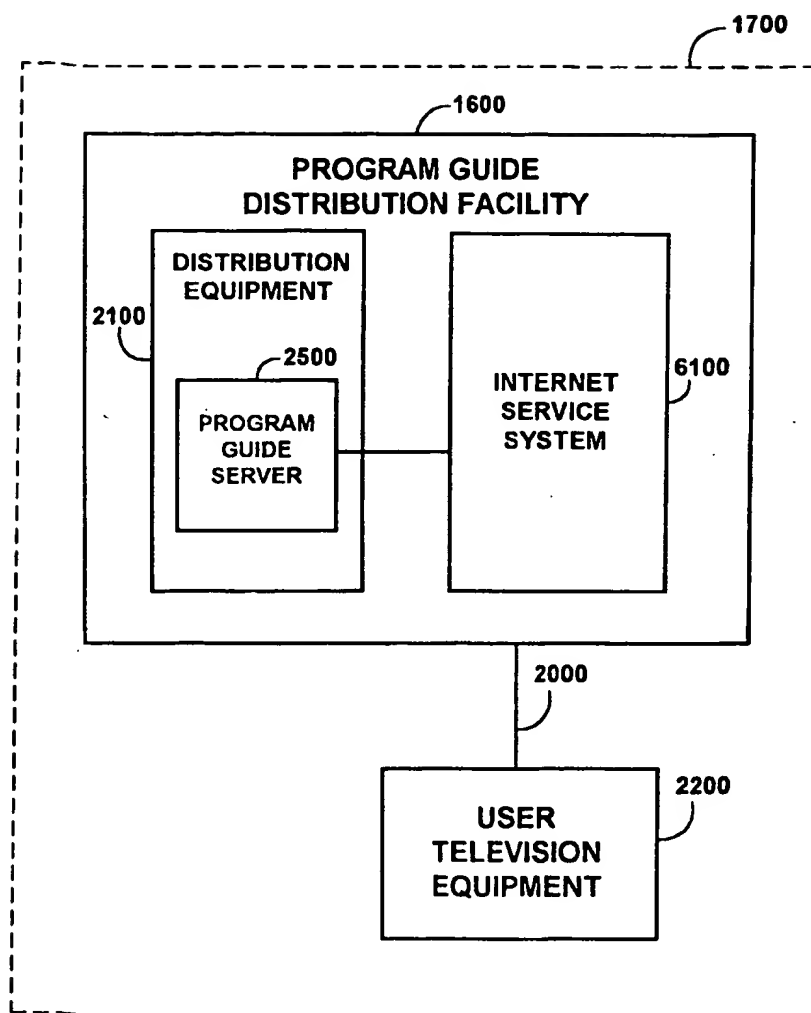 1700
1600
PROGRAM GUIDE
DISTRIBUTION FACILITY
DISTRIBUTION
EQUIPMENT
2100
2500
PROGRAM
GUIDE
SERVER
INTERNET
SERVICE
SYSTEM
6100
2000
USER
TELEVISION
EQUIPMENT
2200